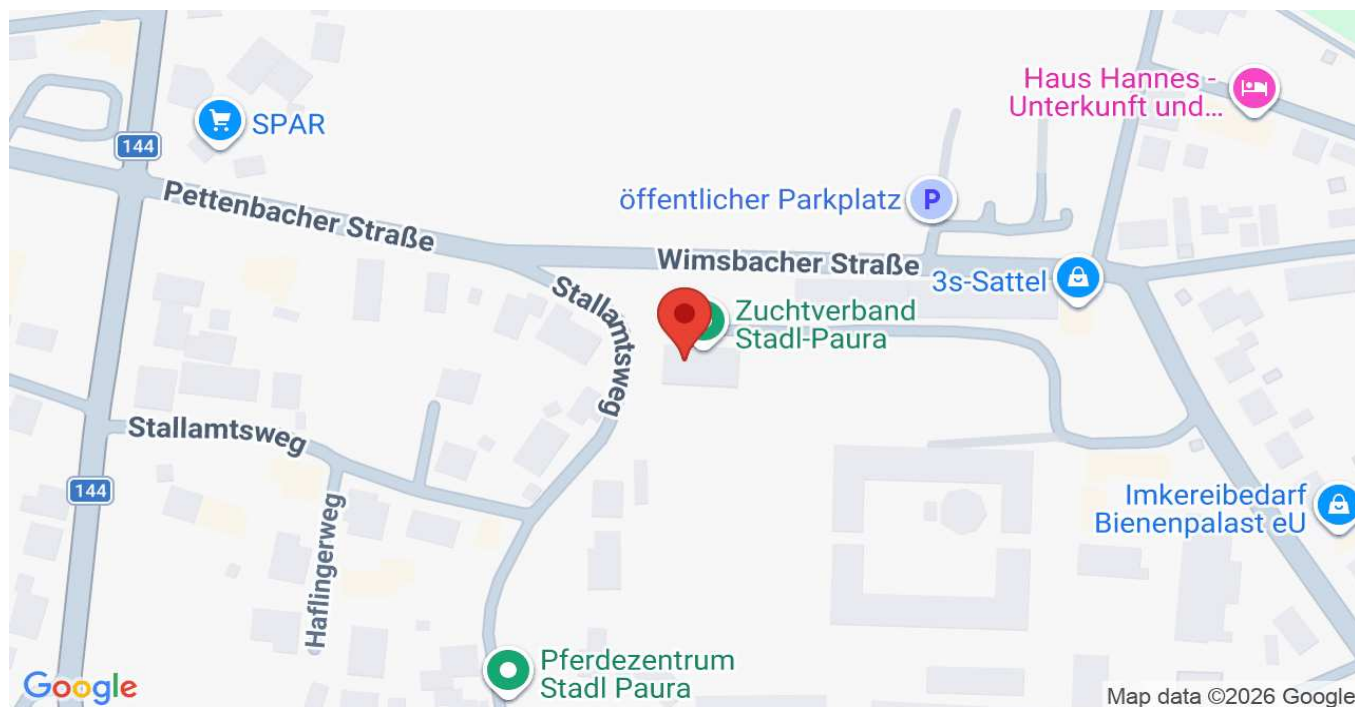 Haus Hannes -
Unterkunft und...
SPAR
144
Pettenbacher Straße
öffentlicher Parkplatz
P
Wimsbacher Straße
3s-Sattel
Stallamtsweg
Zuchtverband
Stadl-Paura
Stallamtsweg
144
Haflingerweg
Imkereibedarf
Bienenpalast eU
Pferdezentrum
Stadl Paura
Google
Map data ©2026 Google